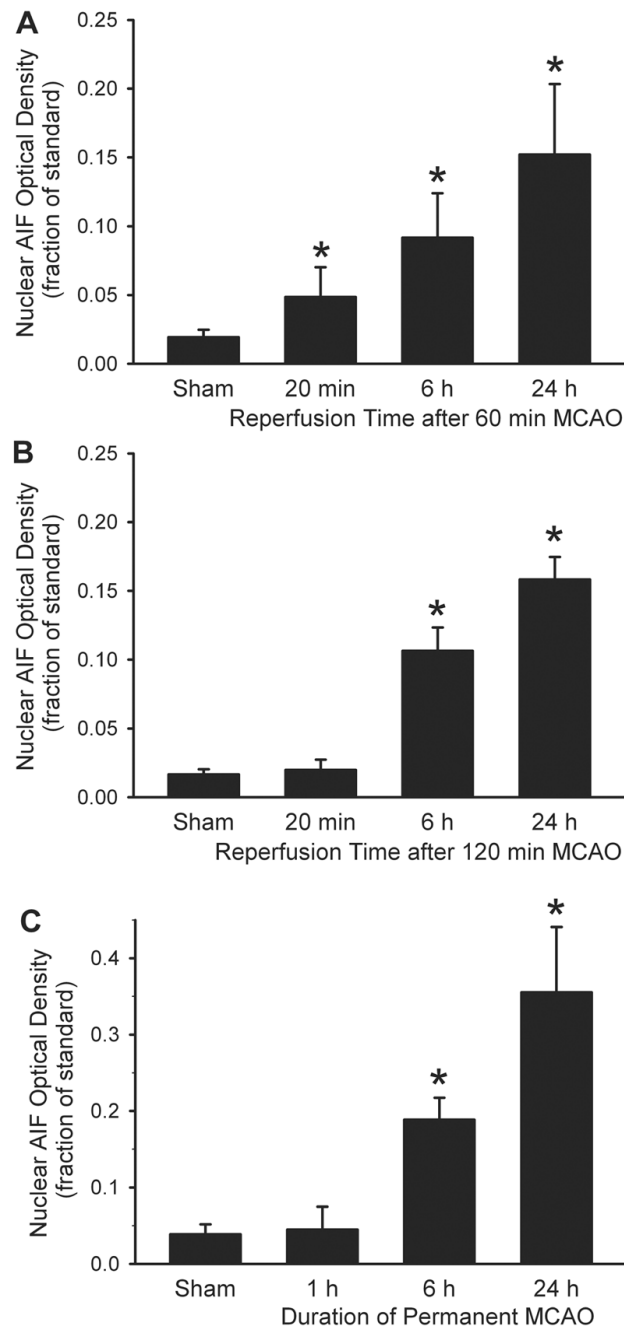 A
Nuclear AIF Optical Density
(fraction of standard)
0.25
0.20
0.15
0.10
0.05
0.00
*
*
*
Sham 20 min 6 h 24 h
Reperfusion Time after 60 min MCAO
B
Nuclear AIF Optical Density
(fraction of standard)
0.25
0.20
0.15
0.10
0.05
0.00
*
*
Sham 20 min 6 h 24 h
Reperfusion Time after 120 min MCAO
C
Nuclear AIF Optical Density
(fraction of standard)
0.4
0.3
0.2
0.1
0.0
*
*
Sham 1 h 6 h 24 h
Duration of Permanent MCAO